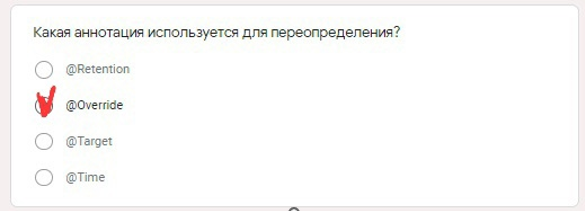 Какая аннотация используется для переопределения?
@Retention
@Override
@Target
@Time